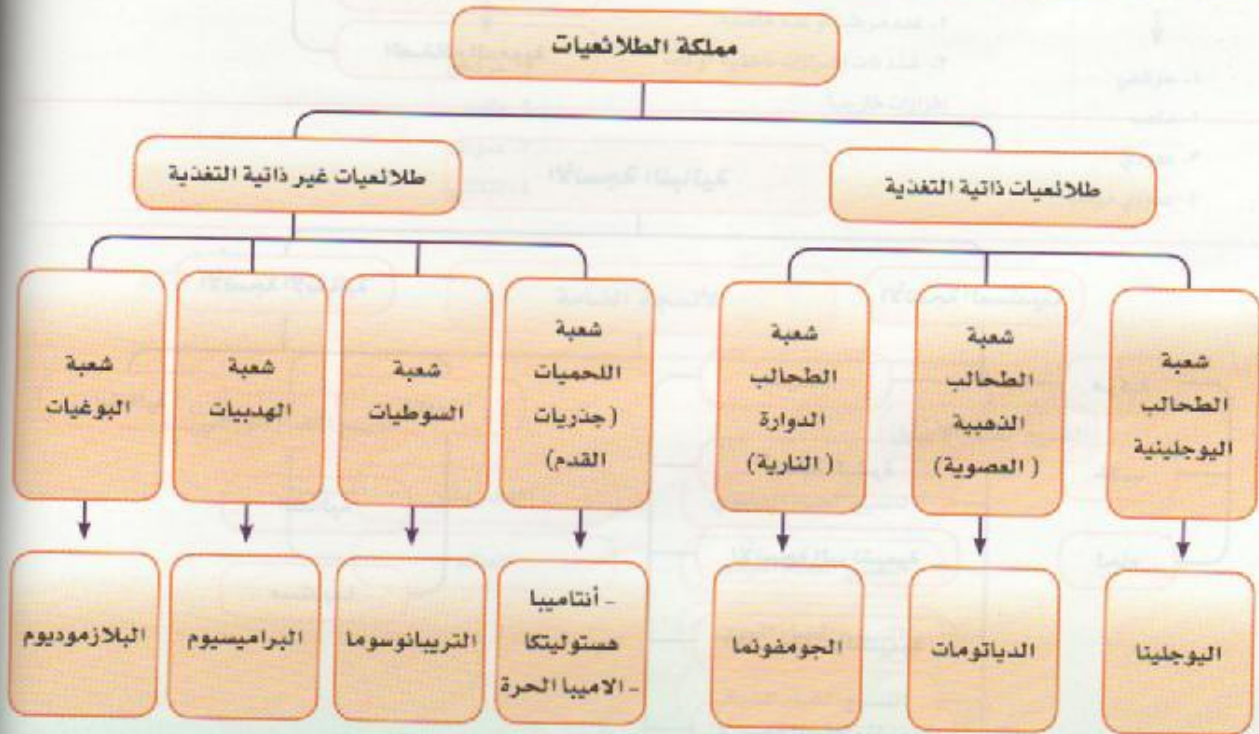 مملكة الطلائعيات
طلائعيات ذاتية التغذية
طلائعيات غير ذاتية التغذية
شعبة
الطحالب
اليوجلينية
شعبة
الطحالب
الذهبية
(العصوية)
شعبة
الطحالب
الدوارة
(النارية)
شعبة
اللحميات
(جذريات
القدم)
شعبة
السوطيات
شعبة
الهدبيات
شعبة
البوغيات
اليوجلينا
الدياتومات
الجومفونما
- أنتاميبا
هستوليتكا
- الاميبا الحرة
التريبانوسوما
البراميسيوم
البلازموديوم